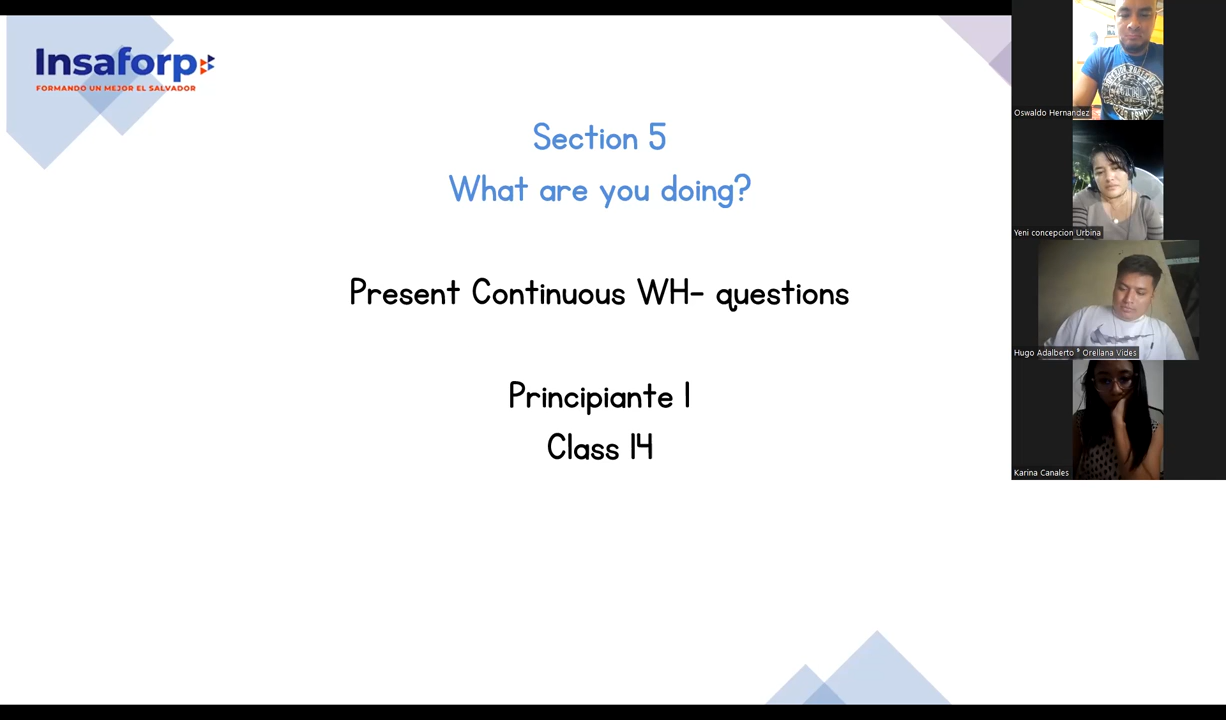 Insaforp
FORMANDO UN MEJOR EL SALVADOR
Section 5
What are you doing?
Present Continuous WH- questions
Principiante 1
Class 14
Oswaldo Hernandez
Yeni concepcion Urbina
Hugo Adalberto * Orellana Vides
Karina Canales